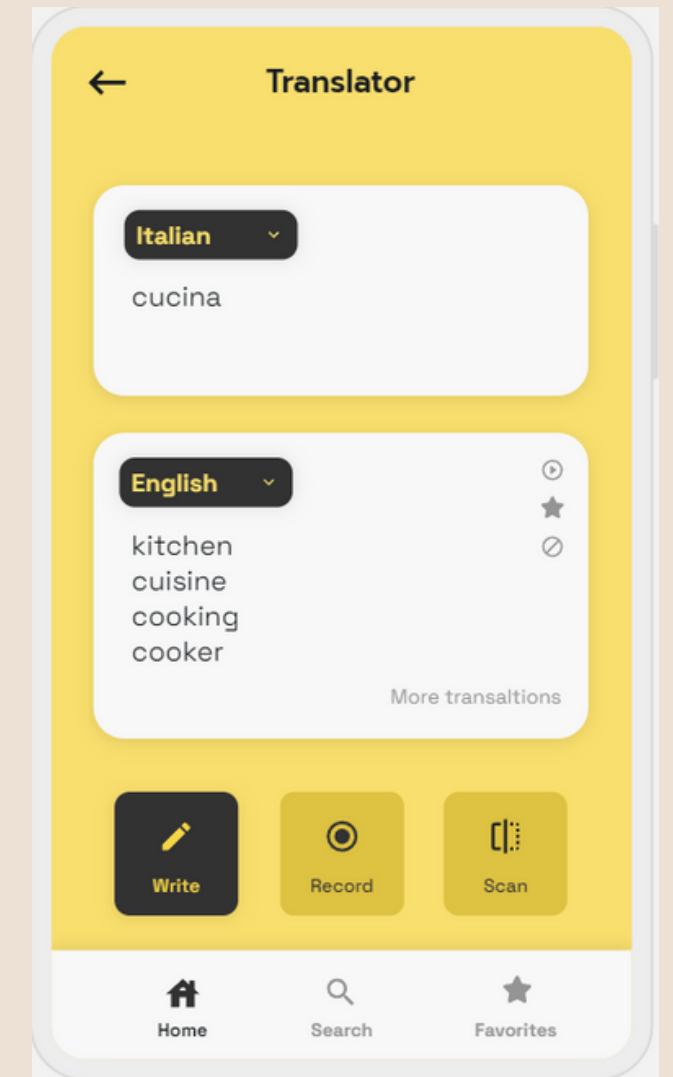 Translator
Italian
cucina
English
kitchen
cuisine
cooking
cooker
More transaltions
Write
Record
Scan
Home
Search
Favorites